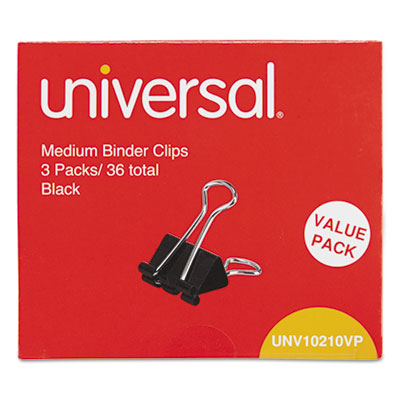 universal®
Medium Binder Clips
3 Packs/ 36 total
Black
VALUE
PACK
UNV10210VP